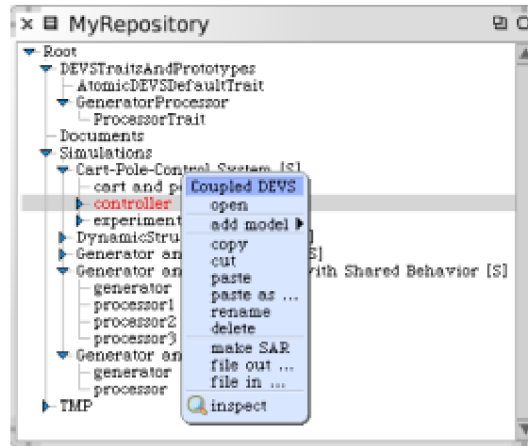 MyRepository
Root
DEVSTraitsAndPrototypes
AtomicDEVSDefaultTrait
GeneratorProcessor
ProcessorTrait
Documents
Simulations
Cart-Pole-Control System [S]
cart and
controller
experiment
Generator an
Generator an with Shared Behavior [S]
generator
processor1
processor2
processor3
Generator an
generator
processor
TMP
Coupled DEVS
open
add model
copy
cut
paste
paste as ...
rename
delete
make SAR
file out ...
file in ...
inspect